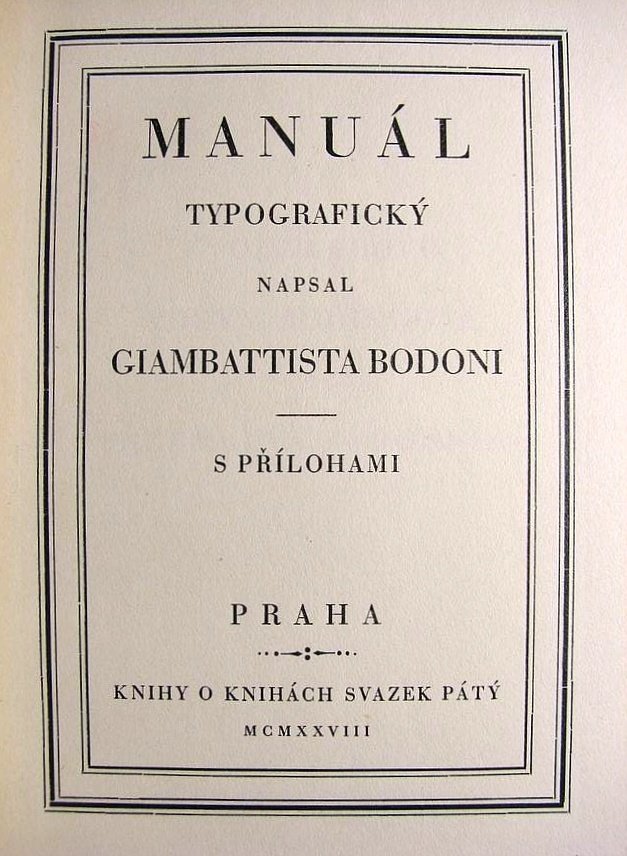 MANUÁL
TYPOGRAFICKÝ
NAPSAL
GIAMBATTISTA BODONI
S PŘÍLOHAMI
PRAHA
KNIHY O KNIHÁCH SVAZEK PÁTÝ
MCMXXVIII